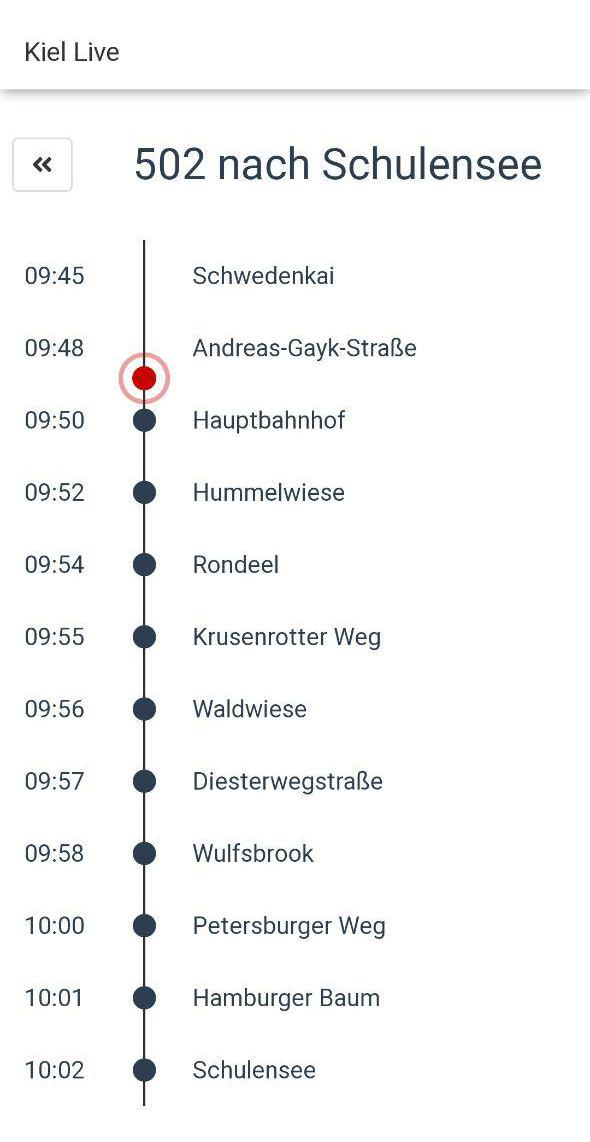 Kiel Live
« 502 nach Schulensee
09:45 Schwedenkai
09:48 Andreas-Gayk-Straße
09:50 Hauptbahnhof
09:52 Hummelwiese
09:54 Rondeel
09:55 Krusenrotter Weg
09:56 Waldwiese
09:57 Diesterwegstraße
09:58 Wulfsbrook
10:00 Petersburger Weg
10:01 Hamburger Baum
10:02 Schulensee